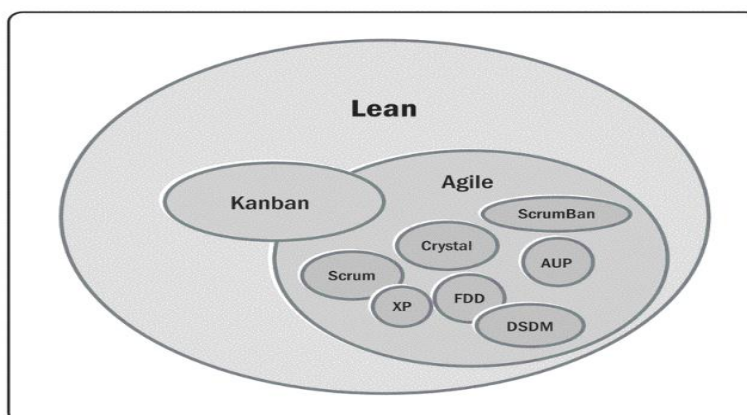 Lean
Agile
Kanban
ScrumBan
Crystal
AUP
Scrum
FDD
XP
DSDM